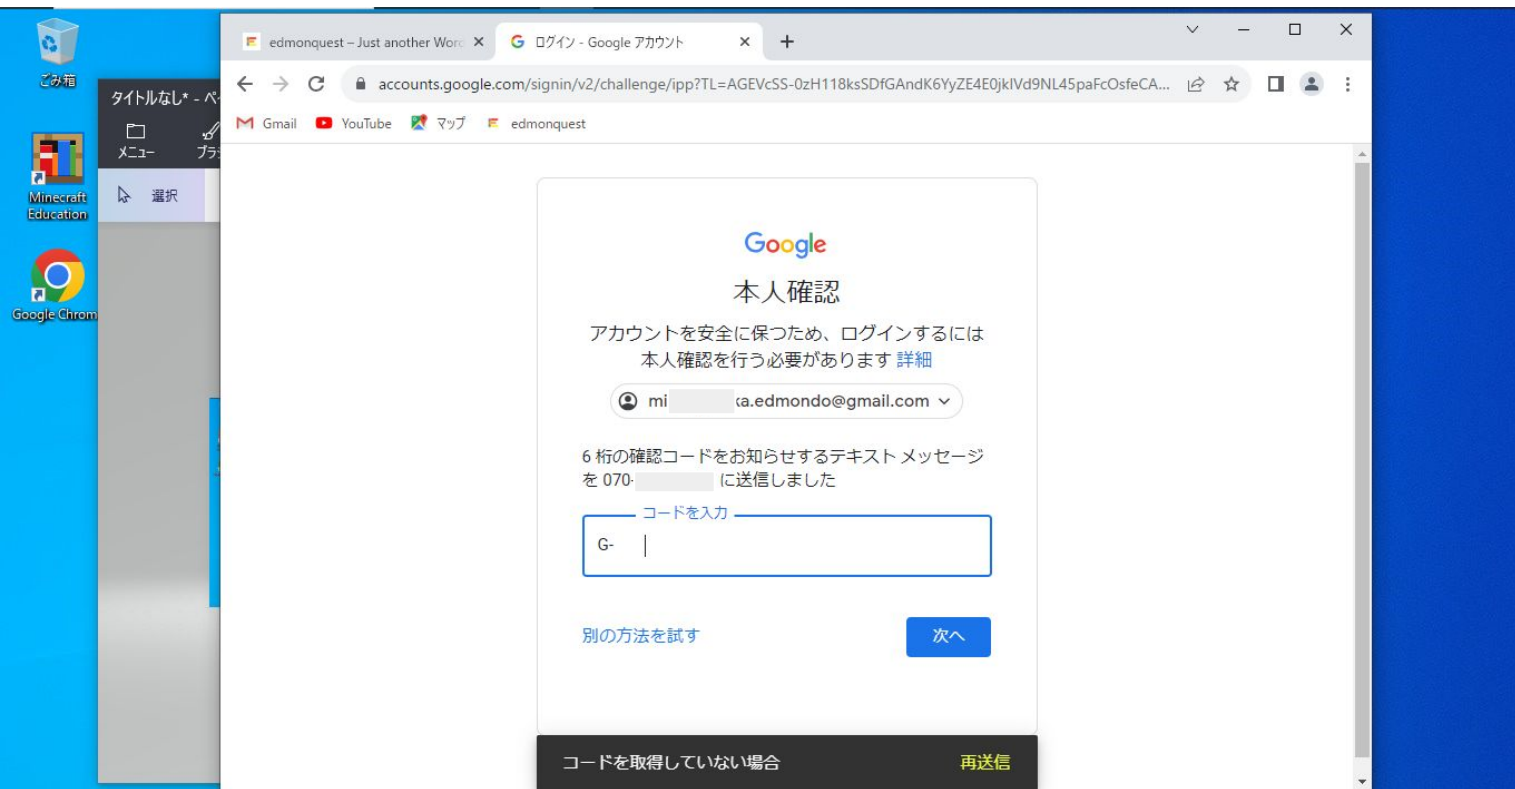 ごみ箱
Minecraft
Education
Google Chrom
タイトルなし* - ペ
メニュー
ブラ
選択
edmonquest – Just another Word
ログイン - Google アカウント
accounts.google.com/signin/v2/challenge/ipp?TL=AGEVcSS-0zH118ksSDfGAndK6YyZE4E0jkIVd9NL45paFcOsfeCA...
Gmail
YouTube
マップ
edmonquest
Google
本人確認
アカウントを安全に保つため、ログインするには
本人確認を行う必要があります 詳細
mi ka.edmondo@gmail.com
6 桁の確認コードをお知らせするテキスト メッセージ
を 070- に送信しました
コードを入力
G-
別の方法を試す
次へ
コードを取得していない場合
再送信